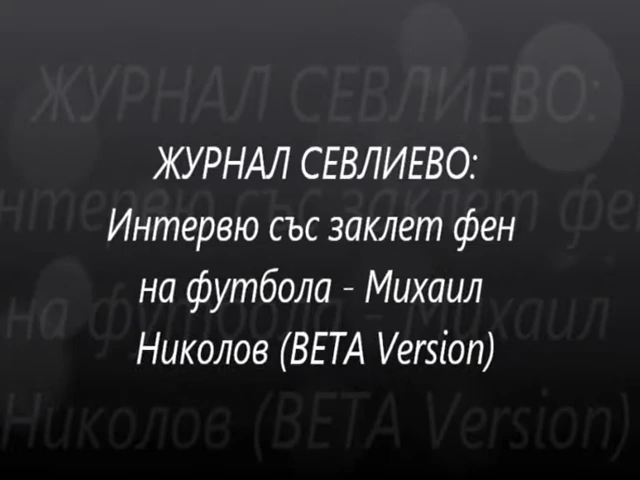 ЖУРНАЛ СЕВЛИЕВО:
Интервю със заклет фен
на футбола - Михаил
Николов (BETA Version)